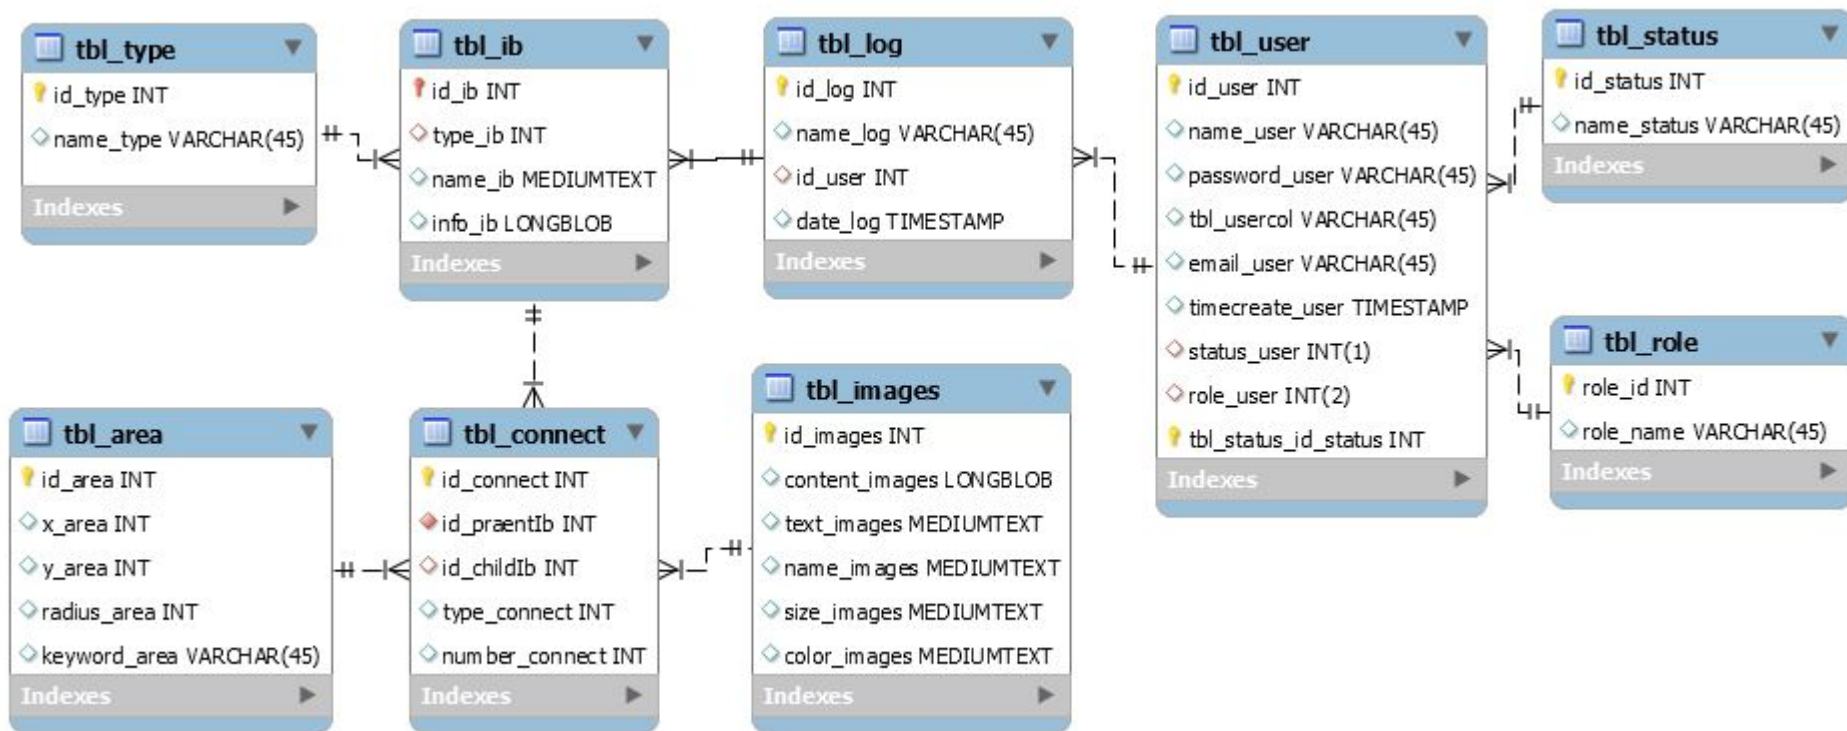 tbl_type
id_type INT
name_type VARCHAR(45)
Indexes
tbl_ib
id_ib INT
type_ib INT
name_ib MEDIUMTEXT
info_ib LONGBLOB
Indexes
tbl_log
id_log INT
name_log VARCHAR(45)
id_user INT
date_log TIMESTAMP
Indexes
tbl_user
id_user INT
name_user VARCHAR(45)
password_user VARCHAR(45)
tbl_usercol VARCHAR(45)
email_user VARCHAR(45)
timecreate_user TIMESTAMP
status_user INT(1)
role_user INT(2)
tbl_status_id_status INT
Indexes
tbl_status
id_status INT
name_status VARCHAR(45)
Indexes
tbl_role
role_id INT
role_name VARCHAR(45)
Indexes
tbl_area
id_area INT
x_area INT
y_area INT
radius_area INT
keyword_area VARCHAR(45)
Indexes
tbl_connect
id_connect INT
id_præntIb INT
id_childIb INT
type_connect INT
number_connect INT
Indexes
tbl_images
id_images INT
content_images LONGBLOB
text_images MEDIUMTEXT
name_images MEDIUMTEXT
size_images MEDIUMTEXT
color_images MEDIUMTEXT
Indexes